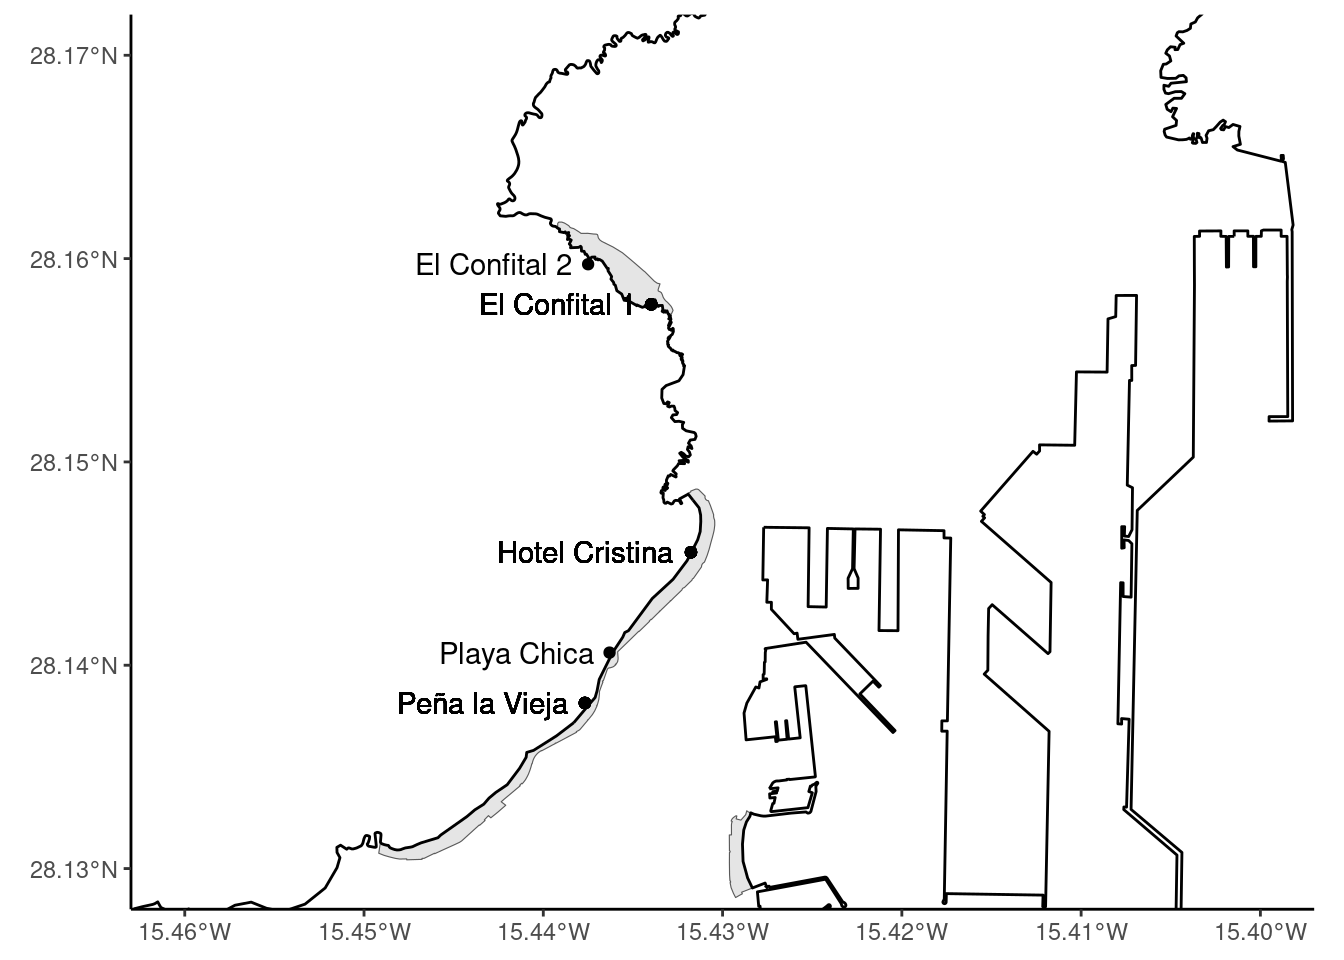 28.17°N
28.16°N
El Confital 2
El Confital 1
28.15°N
Hotel Cristina
28.14°N
Playa Chica
Peña la Vieja
28.13°N
15.46°W 15.45°W 15.44°W 15.43°W 15.42°W 15.41°W 15.40°W